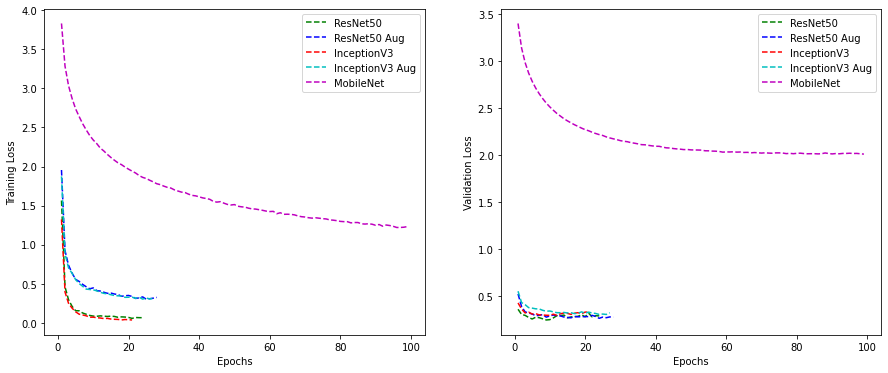 4.0
3.5
3.0
2.5
2.0
1.5
1.0
0.5
0.0
Training Loss
0
20
40
60
80
100
Epochs
ResNet50
ResNet50 Aug
InceptionV3
InceptionV3 Aug
MobileNet
3.5
3.0
2.5
2.0
1.5
1.0
0.5
Validation Loss
0
20
40
60
80
100
Epochs
ResNet50
ResNet50 Aug
InceptionV3
InceptionV3 Aug
MobileNet